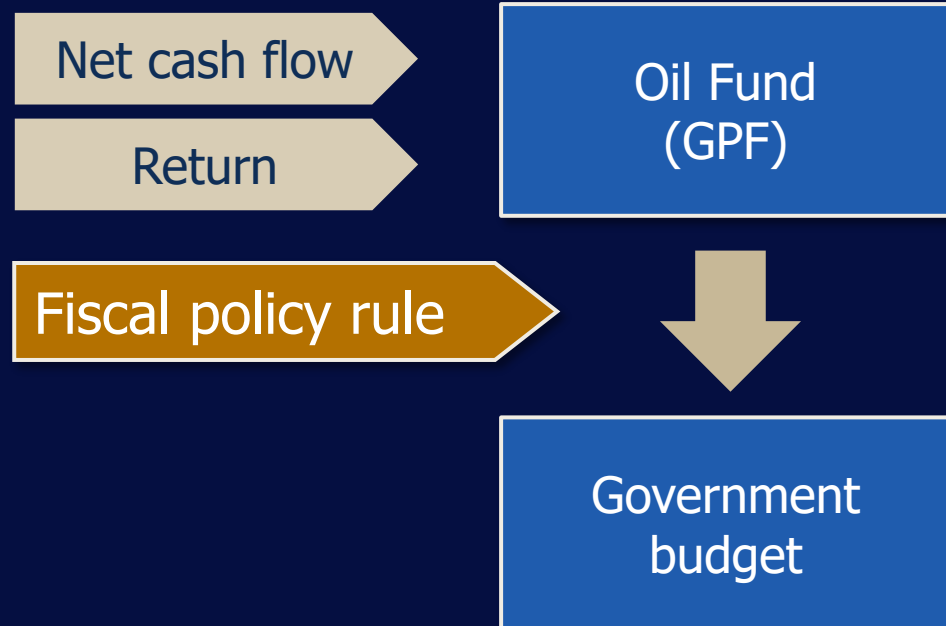 Net cash flow
Return
Oil Fund
(GPF)
Fiscal policy rule
Government
budget